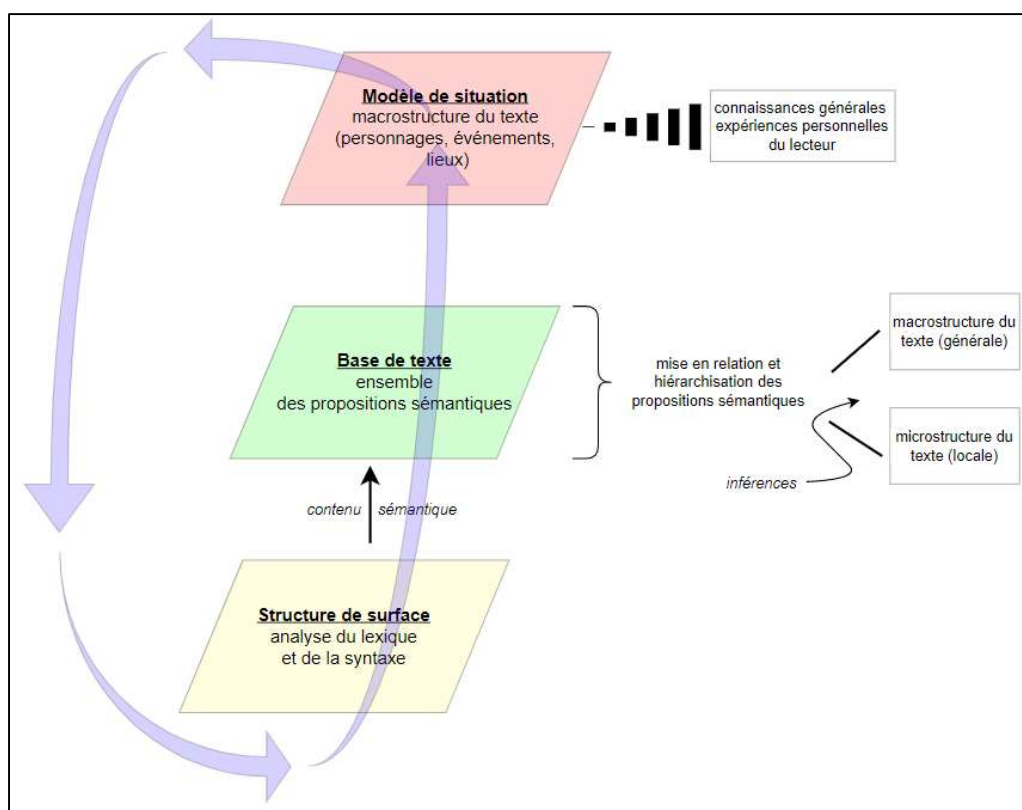 Modèle de situation
macrostructure du texte
(personnages, événements,
lieux)
connaissances générales
expériences personnelles
du lecteur
Base de texte
ensemble
des propositions sémantiques
mise en relation et
hiérarchisation des
propositions sémantiques
macrostructure du
texte (générale)
microstructure du
texte (locale)
inférences
contenu sémantique
Structure de surface
analyse du lexique
et de la syntaxe